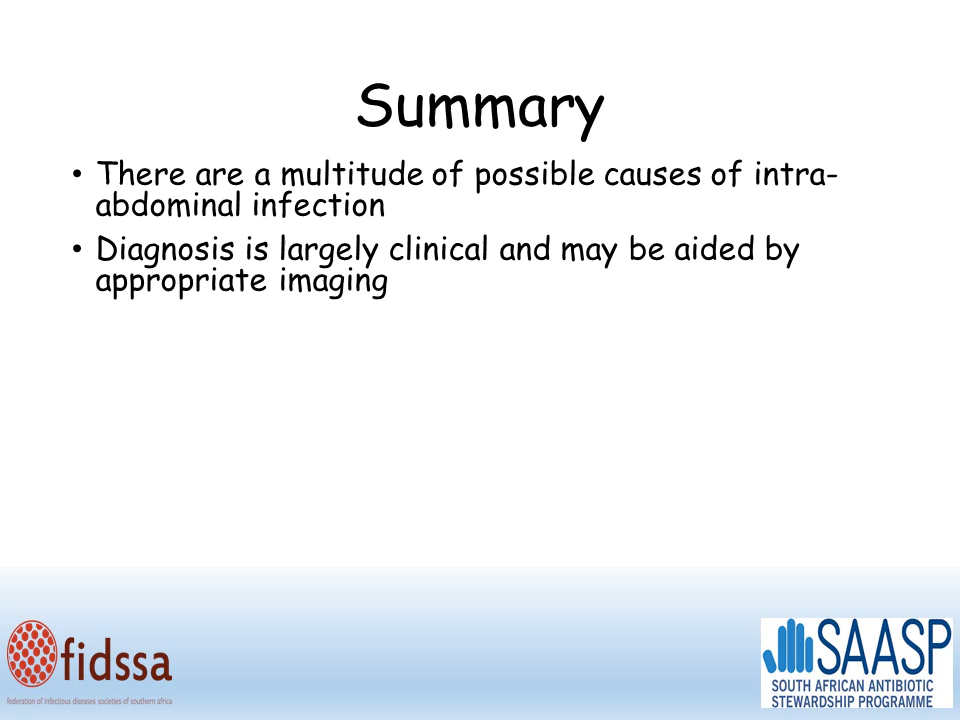 Summary
• There are a multitude of possible causes of intra-
abdominal infection
• Diagnosis is largely clinical and may be aided by
appropriate imaging
fidssa
federation of infectious diseases societies of southern africa
SAASP
SOUTH AFRICAN ANTIBIOTIC
STEWARDSHIP PROGRAMME